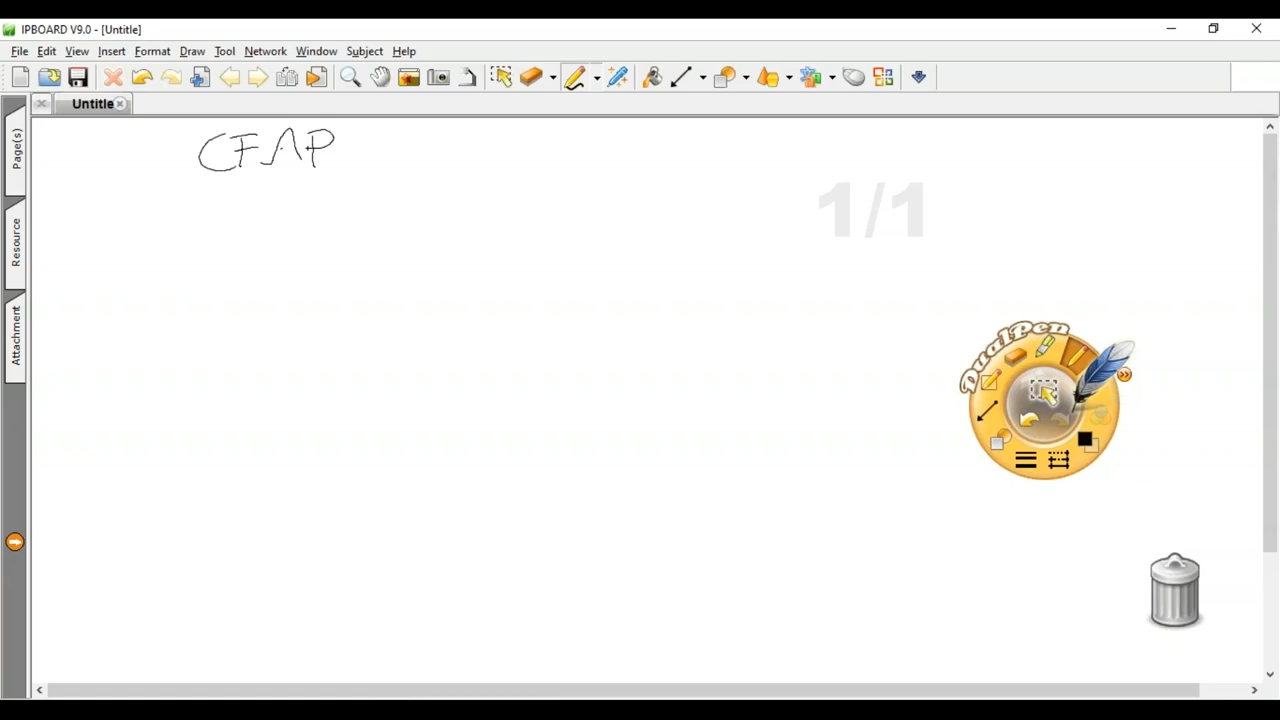 IPBOARD V9.0 - [Untitle]
File Edit View Insert Format Tool Draw Network Window Subject Help
Untitle
Page(s)
Resource
Attachment
CFAP
1/1
DualPen